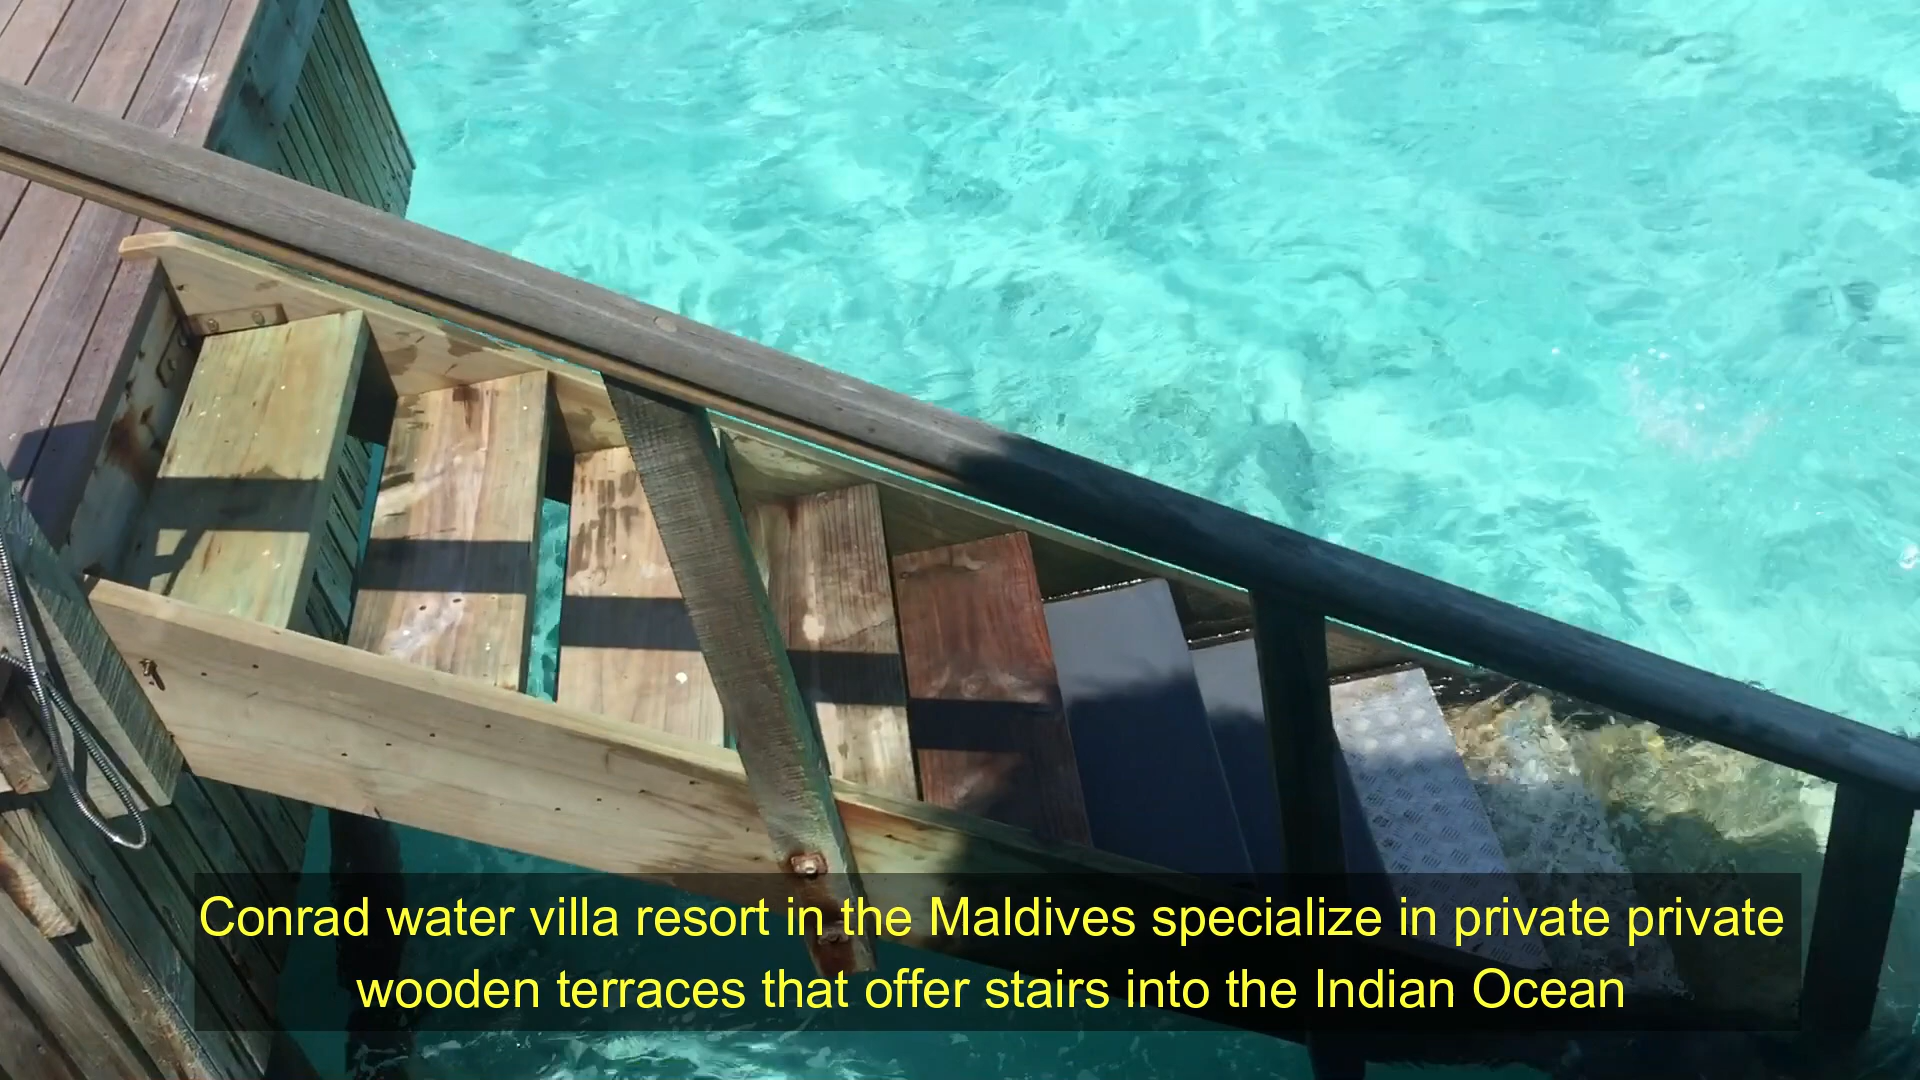 Conrad water villa resort in the Maldives specialize in private private
wooden terraces that offer stairs into the Indian Ocean